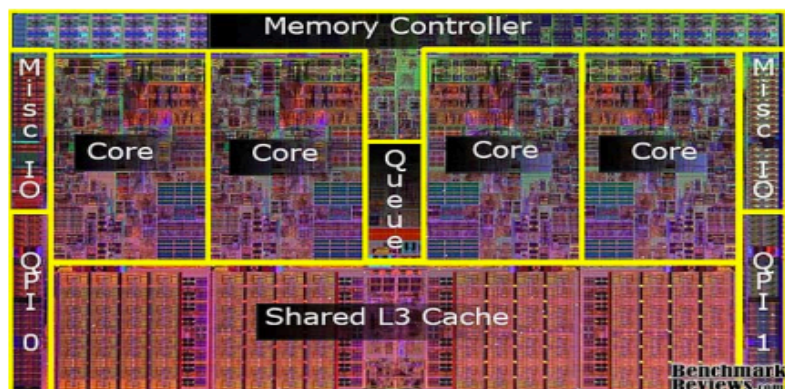 Memory Controller
Misc IO
Core
Core
Queue
Core
Core
Misc IO
QPI 0
Shared L3 Cache
QPI 1
Benchmark
Reviews.com